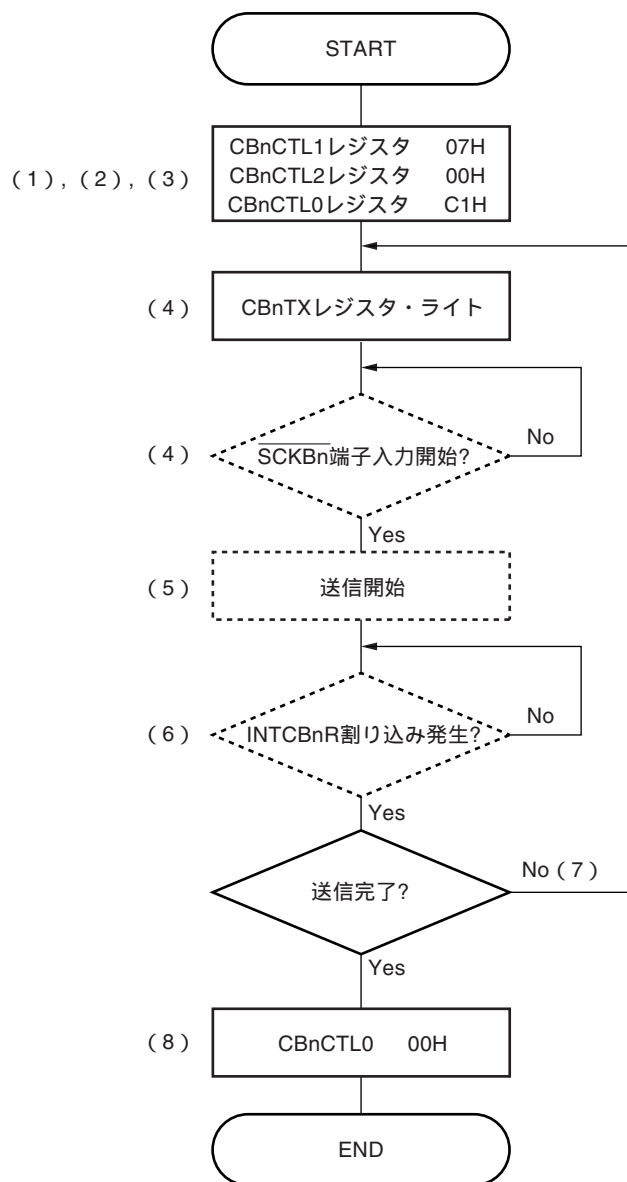 START
(1), (2), (3)
CBnCTL1レジスタ 07H
CBnCTL2レジスタ 00H
CBnCTL0レジスタ C1H
(4)
CBnTXレジスタ・ライト
(4)
SCKBn端子入力開始?
No
Yes
(5)
送信開始
(6)
INTCBnR割り込み発生?
No
Yes
送信完了?
No(7)
Yes
(8)
CBnCTL0 00H
END